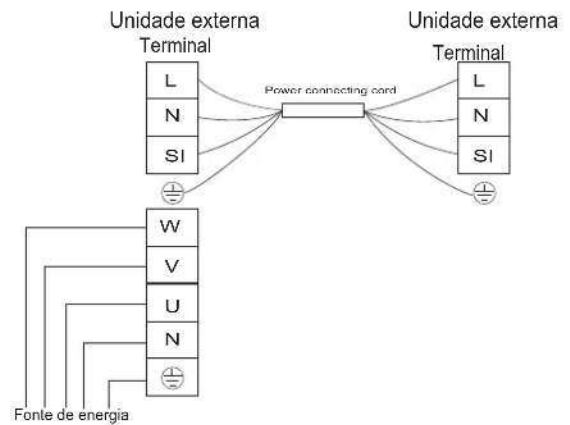 Unidade externa
Terminal
L
N
SI
W
V
U
N
Fonte de energia
Power connecting cord
Unidade externa
Terminal
L
N
SI